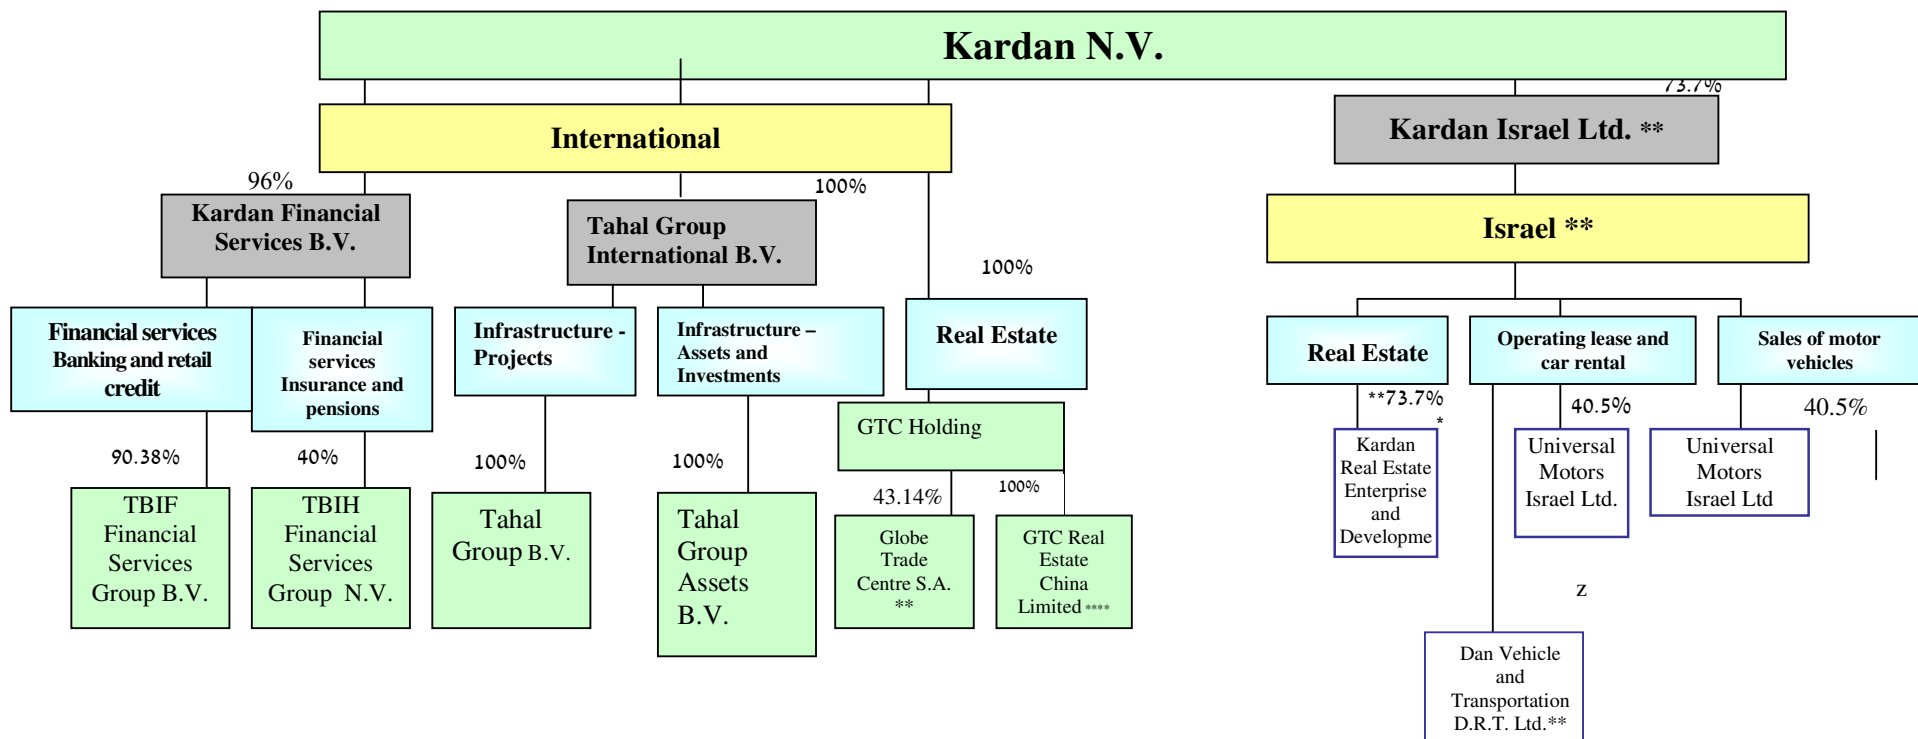 Kardan N.V.
73.7%
International
Kardan Israel Ltd. **
96%
100%
Kardan Financial
Services B.V.
Tahal Group
International B.V.
Israel **
100%
Financial services
Banking and retail
credit
Financial
services
Insurance and
pensions
Infrastructure -
Projects
Infrastructure –
Assets and
Investments
Real Estate
Real Estate
Operating lease and
car rental
Sales of motor
vehicles
**73.7%
*
40.5%
40.5%
GTC Holding
90.38%
40%
100%
100%
43.14%
100%
TBIF
Financial
Services
Group B.V.
TBIH
Financial
Services
Group N.V.
Tahal
Group B.V.
Tahal
Group
Assets
B.V.
Globe
Trade
Centre S.A.
**
GTC Real
Estate
China
Limited ****
Kardan
Real Estate
Enterprise
and
Developme
Universal
Motors
Israel Ltd.
Universal
Motors
Israel Ltd
z
Dan Vehicle
and
Transportation
D.R.T. Ltd.**